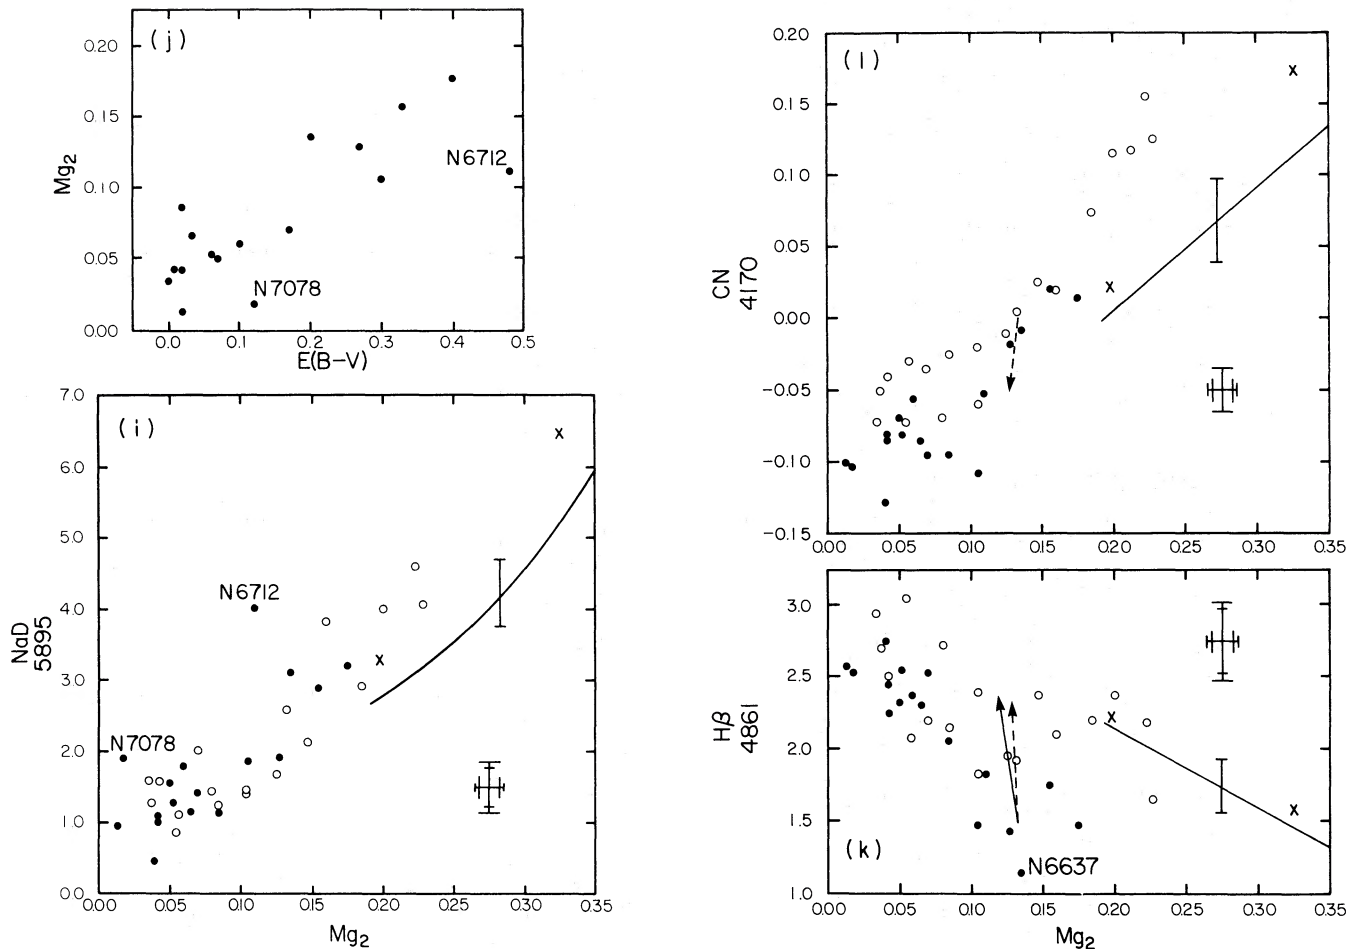 (j)
0.20
0.15
0.10
0.05
0.00
Mg2
N6712
N7078
0.0 0.1 0.2 0.3 0.4 0.5
E(B-V)
(i)
7.0
6.0
5.0
4.0
3.0
2.0
1.0
0.0
NaD
5895
N6712
N7078
0.00 0.05 0.10 0.15 0.20 0.25 0.30 0.35
Mg2
(l)
0.20
0.15
0.10
0.05
0.00
-0.05
-0.10
-0.15
CN
4170
0.00 0.05 0.10 0.15 0.20 0.25 0.30 0.35
3.0
2.5
2.0
1.5
1.0
Hβ
4861
(k)
N6637
0.00 0.05 0.10 0.15 0.20 0.25 0.30 0.35
Mg2